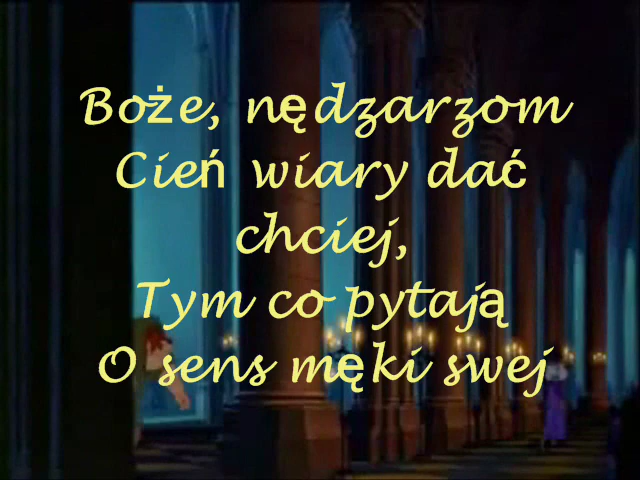 Boże, nędzarzom
Cień wiary dać
chciej,
Tym co pytają
O sens męki swej